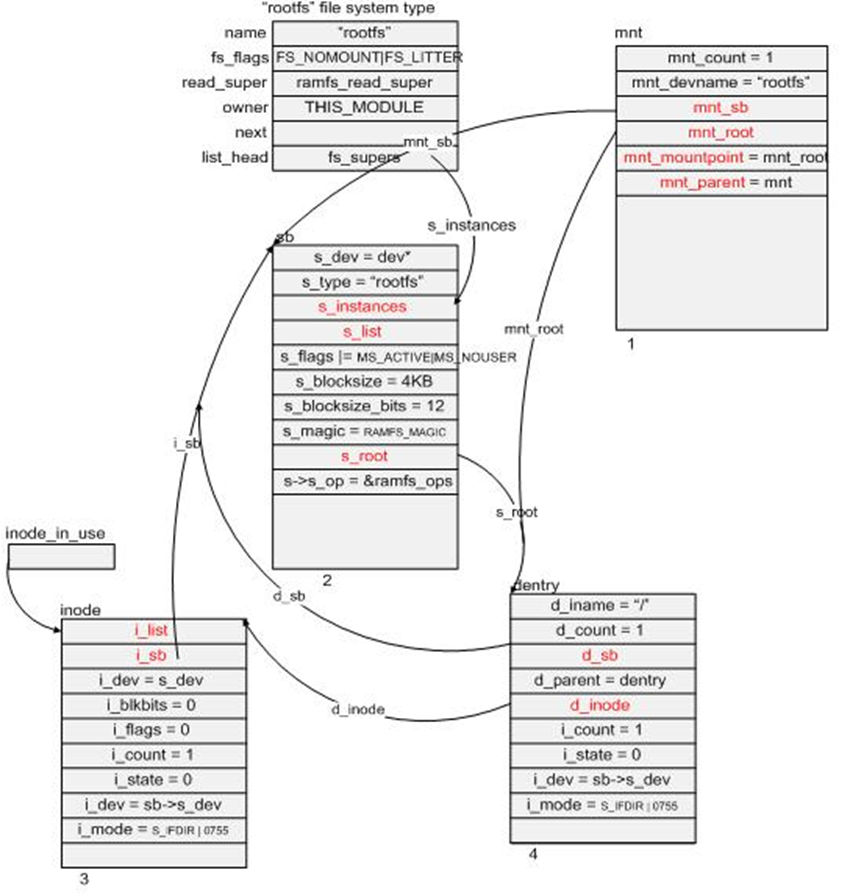 “rootfs” file system type
name “rootfs”
fs_flags FS_NOMOUNT|FS_LITTER
read_super ramfs_read_super
owner THIS_MODULE
next
list_head fs_supers
mnt_sb
s_instances
mnt
mnt_count = 1
mnt_devname = “rootfs”
mnt_sb
mnt_root
mnt_mountpoint = mnt_root
mnt_parent = mnt
1
mnt_root
sb
s_dev = dev*
s_type = “rootfs”
s_instances
s_list
s_flags |= MS_ACTIVE|MS_NOUSER
s_blocksize = 4KB
s_blocksize_bits = 12
s_magic = RAMFS_MAGIC
s_root
s->s_op = &ramfs_ops
2
i_sb
s_root
d_sb
d_inode
inode_in_use
inode
i_list
i_sb
i_dev = s_dev
i_blkbits = 0
i_flags = 0
i_count = 1
i_state = 0
i_dev = sb->s_dev
i_mode = S_IFDIR | 0755
3
dentry
d_iname = “/”
d_count = 1
d_sb
d_parent = dentry
d_inode
i_count = 1
i_state = 0
i_dev = sb->s_dev
i_mode = S_IFDIR | 0755
4